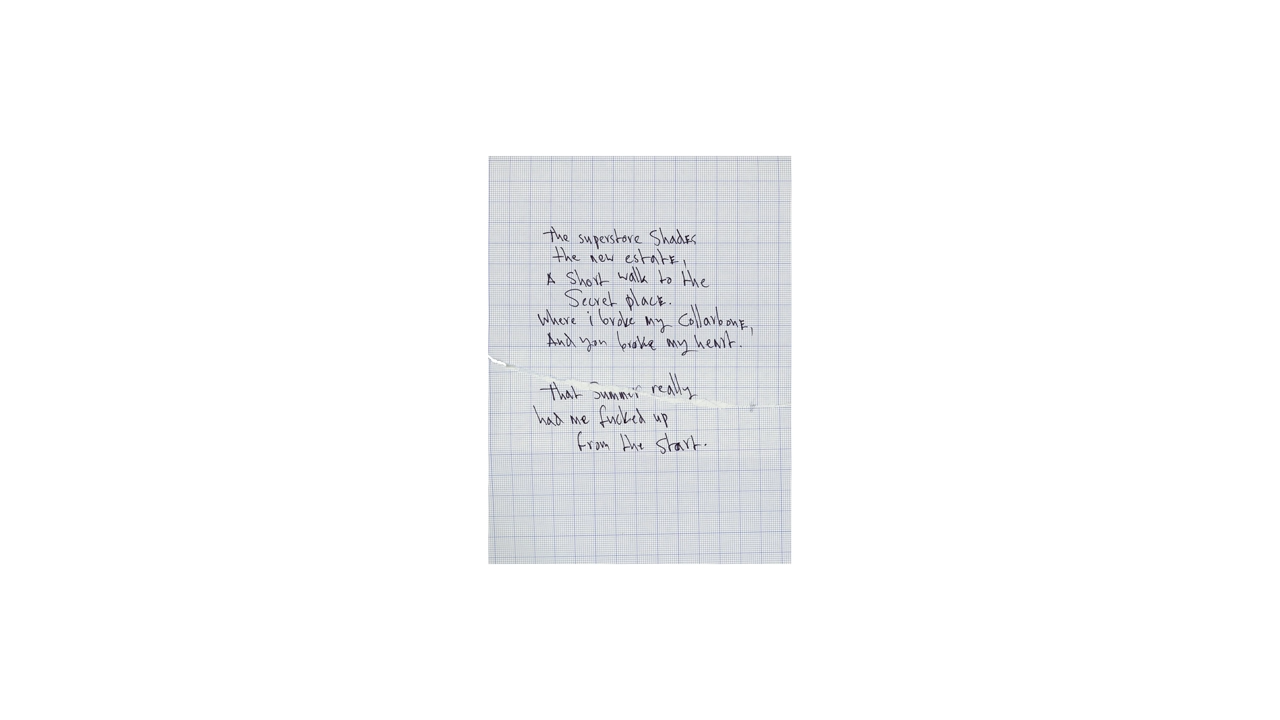 The superstore Shades
the new estate,
A Short walk to the
Secret place.
Where i broke my Collarbone,
And you broke my heart.
That Summer really
had me fucked up
from the Start.